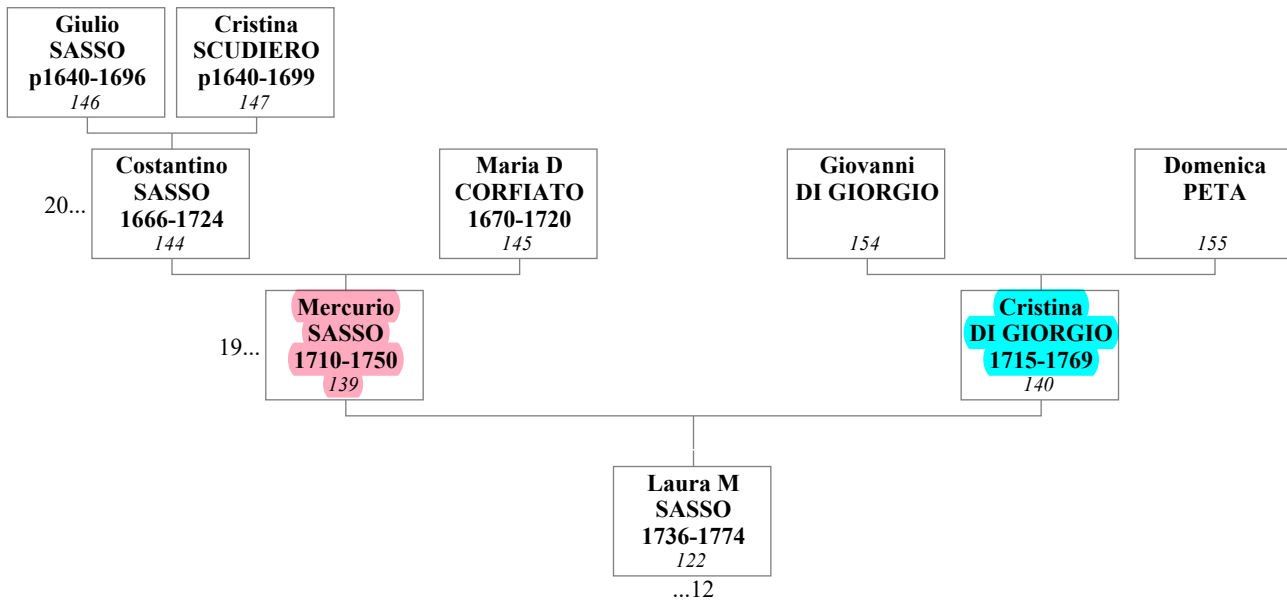 Giulio
SASSO
p1640-1696
146
Cristina
SCUDIERO
p1640-1699
147
20...
Costantino
SASSO
1666-1724
144
Maria D
CORFIATO
1670-1720
145
Giovanni
DI GIORGIO
154
Domenica
PETA
155
19...
Mercurio
SASSO
1710-1750
139
Cristina
DI GIORGIO
1715-1769
140
Laura M
SASSO
1736-1774
122
...12